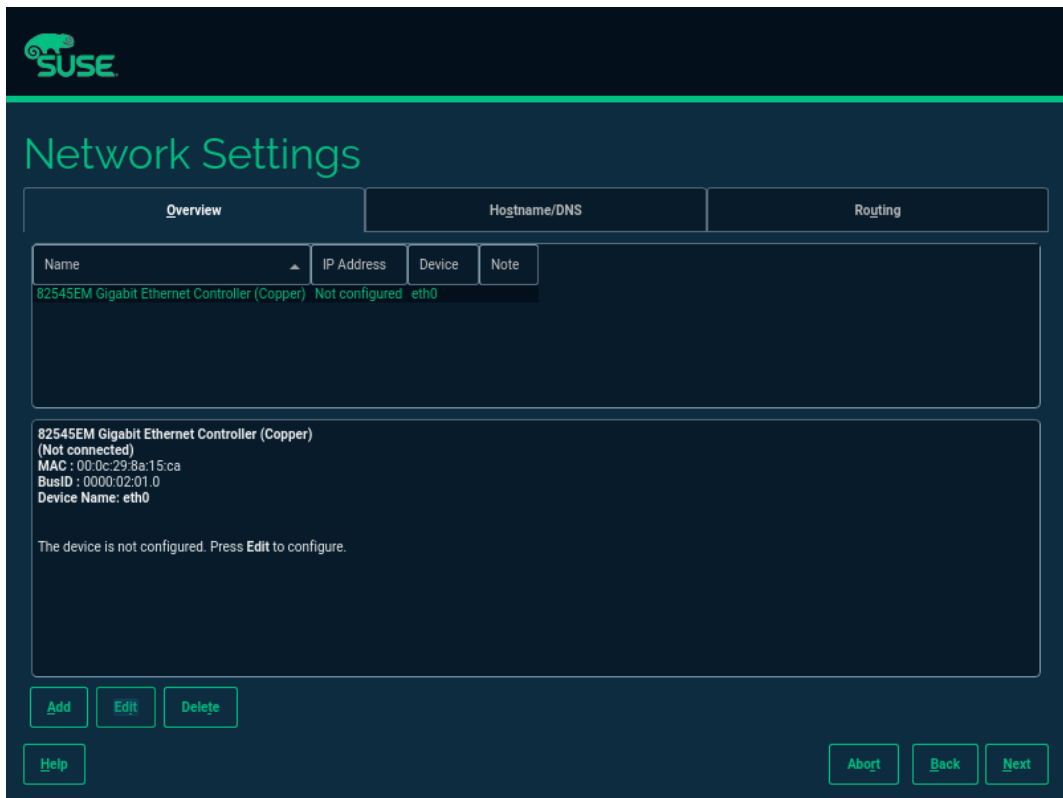 SUSE
Network Settings
Overview Hostname/DNS Routing
Name IP Address Device Note
82545EM Gigabit Ethernet Controller (Copper) Not configured eth0
82545EM Gigabit Ethernet Controller (Copper)
(Not connected)
MAC : 00:0c:29:8a:15:ca
BusID : 0000:02:01.0
Device Name: eth0
The device is not configured. Press Edit to configure.
Add Edit Delete
Help Abort Back Next